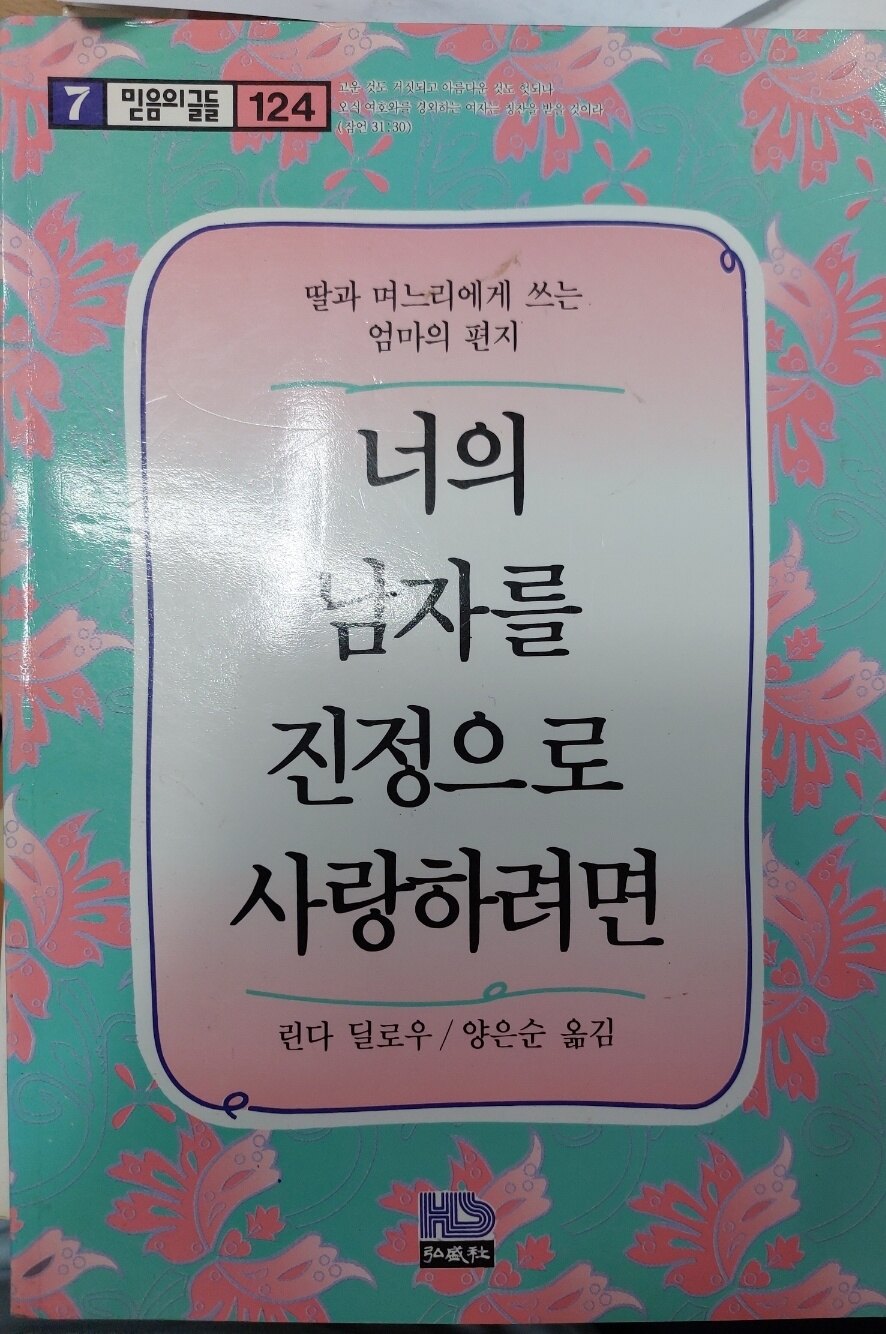 7 믿음의 글들 124
고운 것도 거짓되고 아름다운 것도 헛되나
오직 여호와를 경외하는 여자는 칭찬을 받을 것이라
(잠언 31:30)
딸과 며느리에게 쓰는
엄마의 편지
너의
남자를
진정으로
사랑하려면
린다 딜로우 / 양은순 옮김
HS
弘盛社